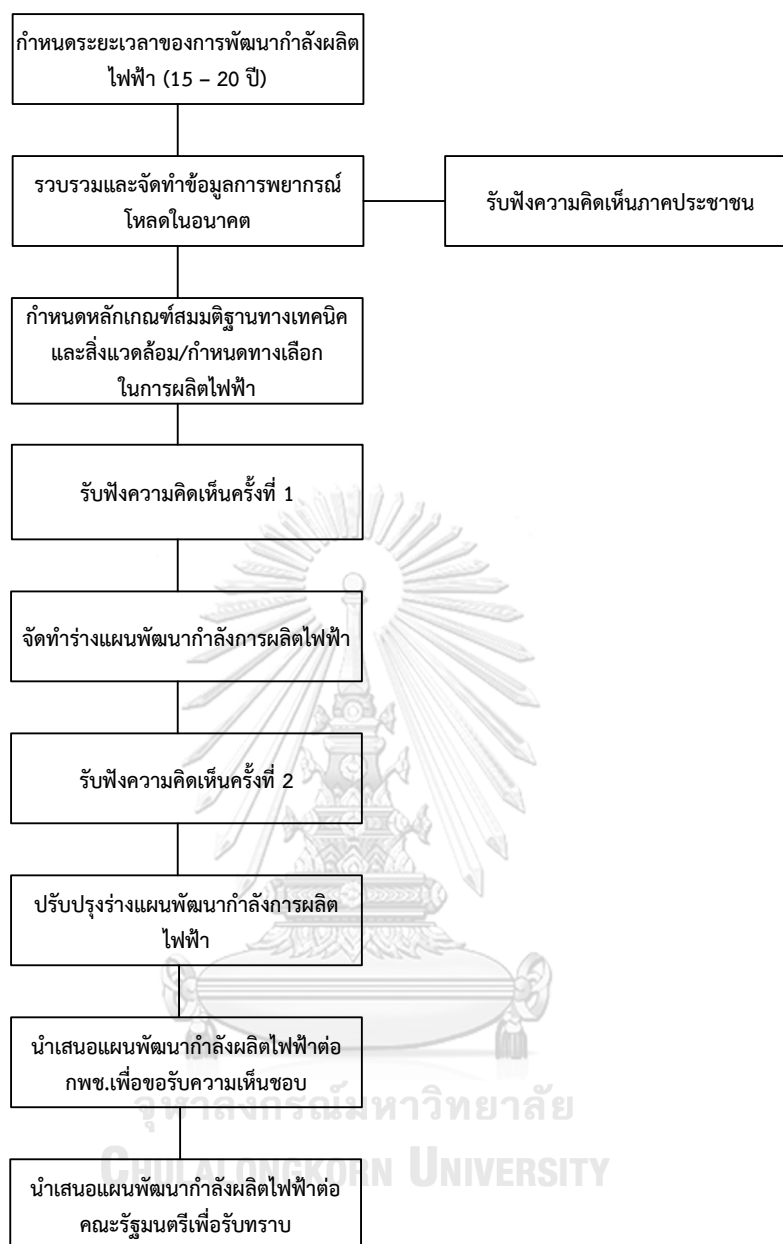 กำหนดระยะเวลาของการพัฒนากำลังผลิต
ไฟฟ้า (15 – 20 ปี)
รวบรวมและจัดทำข้อมูลการพยากรณ์
โหลดในอนาคต
รับฟังความคิดเห็นภาคประชาชน
กำหนดหลักเกณฑ์สมมติฐานทางเทคนิค
และสิ่งแวดล้อม/กำหนดทางเลือก
ในการผลิตไฟฟ้า
รับฟังความคิดเห็นครั้งที่ 1
จัดทำร่างแผนพัฒนากำลังการผลิตไฟฟ้า
รับฟังความคิดเห็นครั้งที่ 2
ปรับปรุงร่างแผนพัฒนากำลังการผลิต
ไฟฟ้า
นำเสนอแผนพัฒนากำลังผลิตไฟฟ้าต่อ
กพช.เพื่อขอรับความเห็นชอบ
จุฬาลงกรณ์มหาวิทยาลัย
CHULALONGKORN UNIVERSITY
นำเสนอแผนพัฒนากำลังผลิตไฟฟ้าต่อ
คณะรัฐมนตรีเพื่อรับทราบ